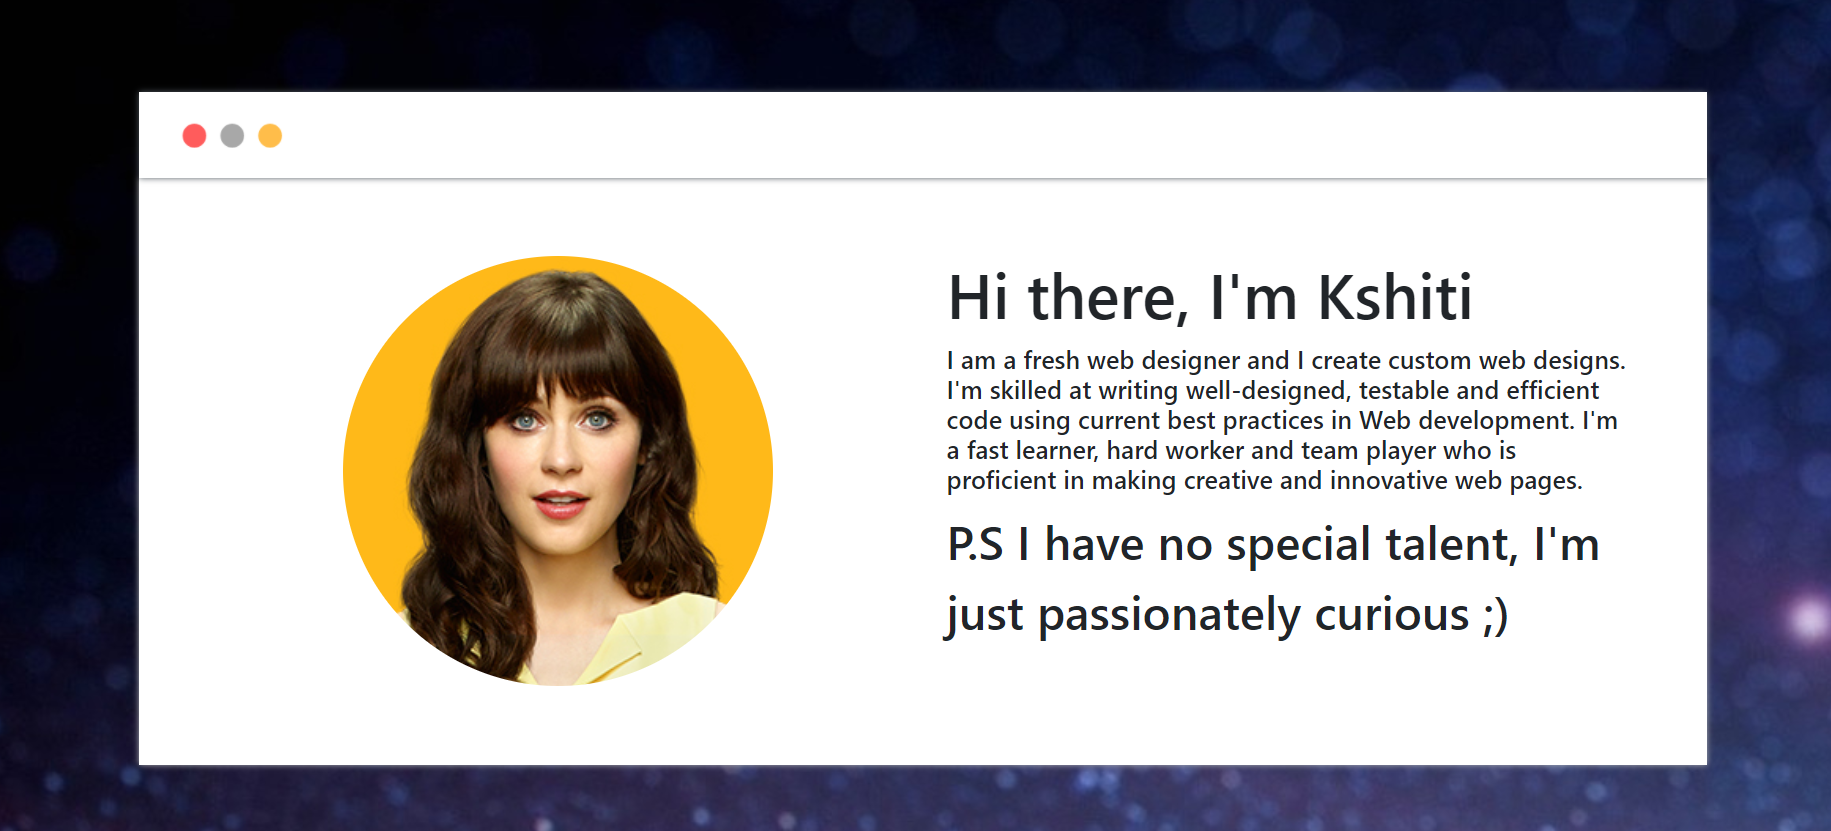 Hi there, I'm Kshiti
I am a fresh web designer and I create custom web designs.
I'm skilled at writing well-designed, testable and efficient
code using current best practices in Web development. I'm
a fast learner, hard worker and team player who is
proficient in making creative and innovative web pages.
P.S I have no special talent, I'm
just passionately curious ;)